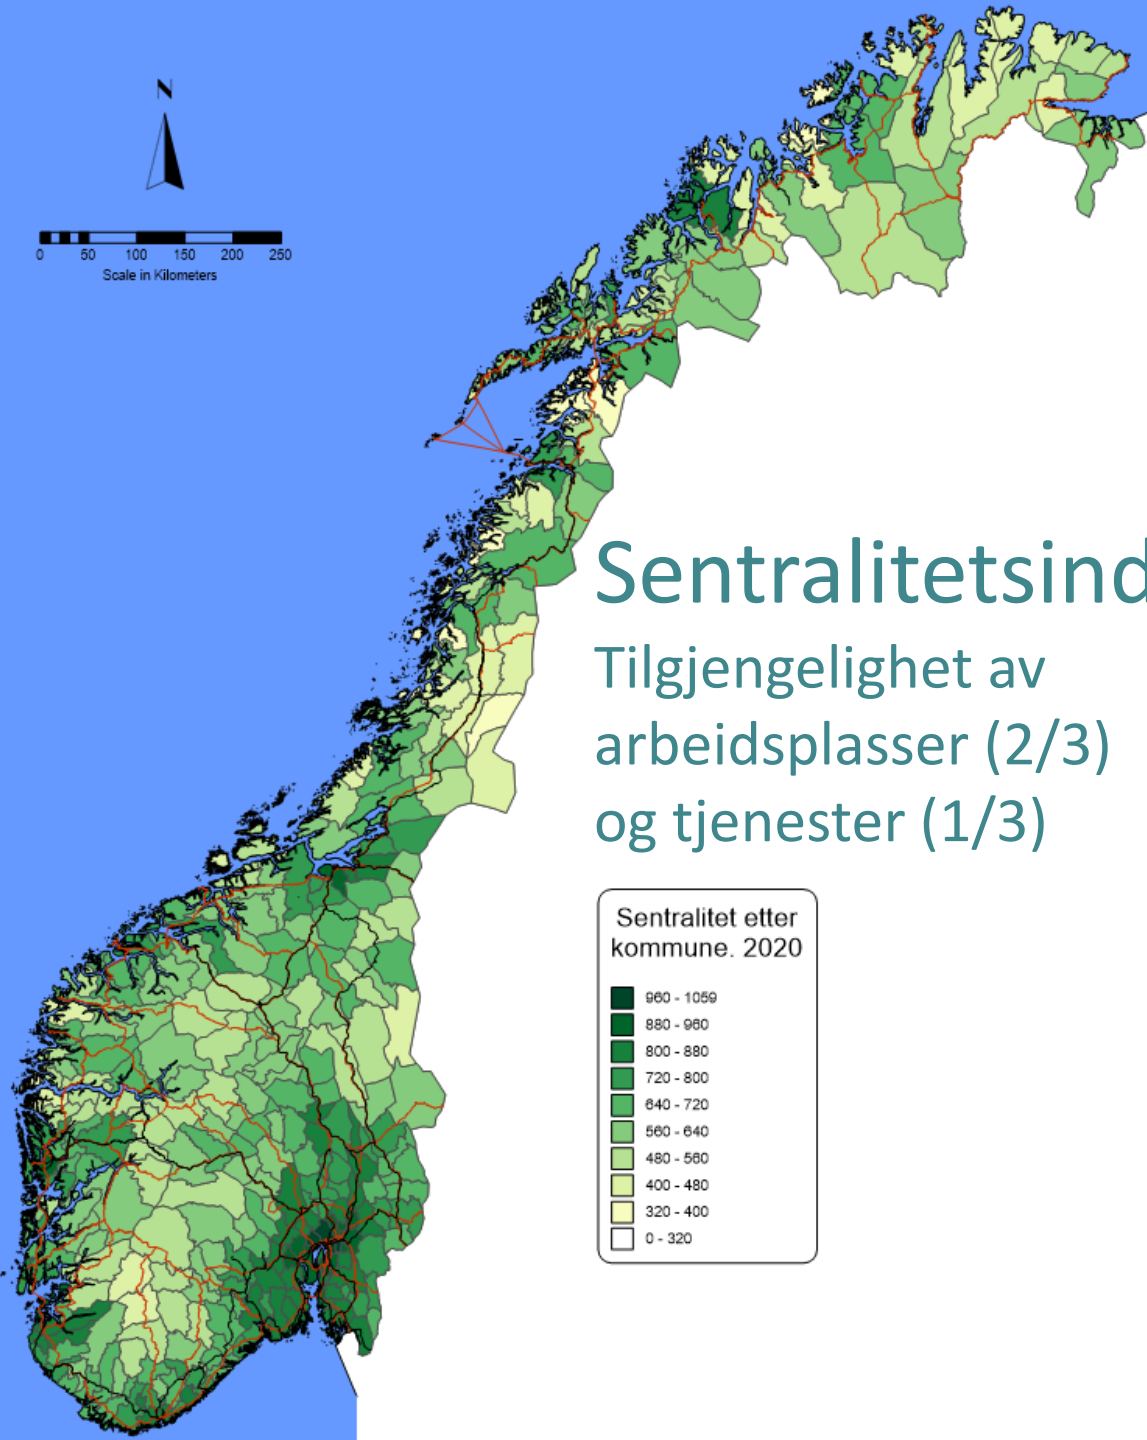 N
0 50 100 150 200 250
Scale in Kilometers
Sentralitetsind
Tilgjengelighet av
arbeidsplasser (2/3)
og tjenester (1/3)
Sentralitet etter
kommune. 2020
960 - 1059
880 - 960
800 - 880
720 - 800
640 - 720
560 - 640
480 - 560
400 - 480
320 - 400
0 - 320